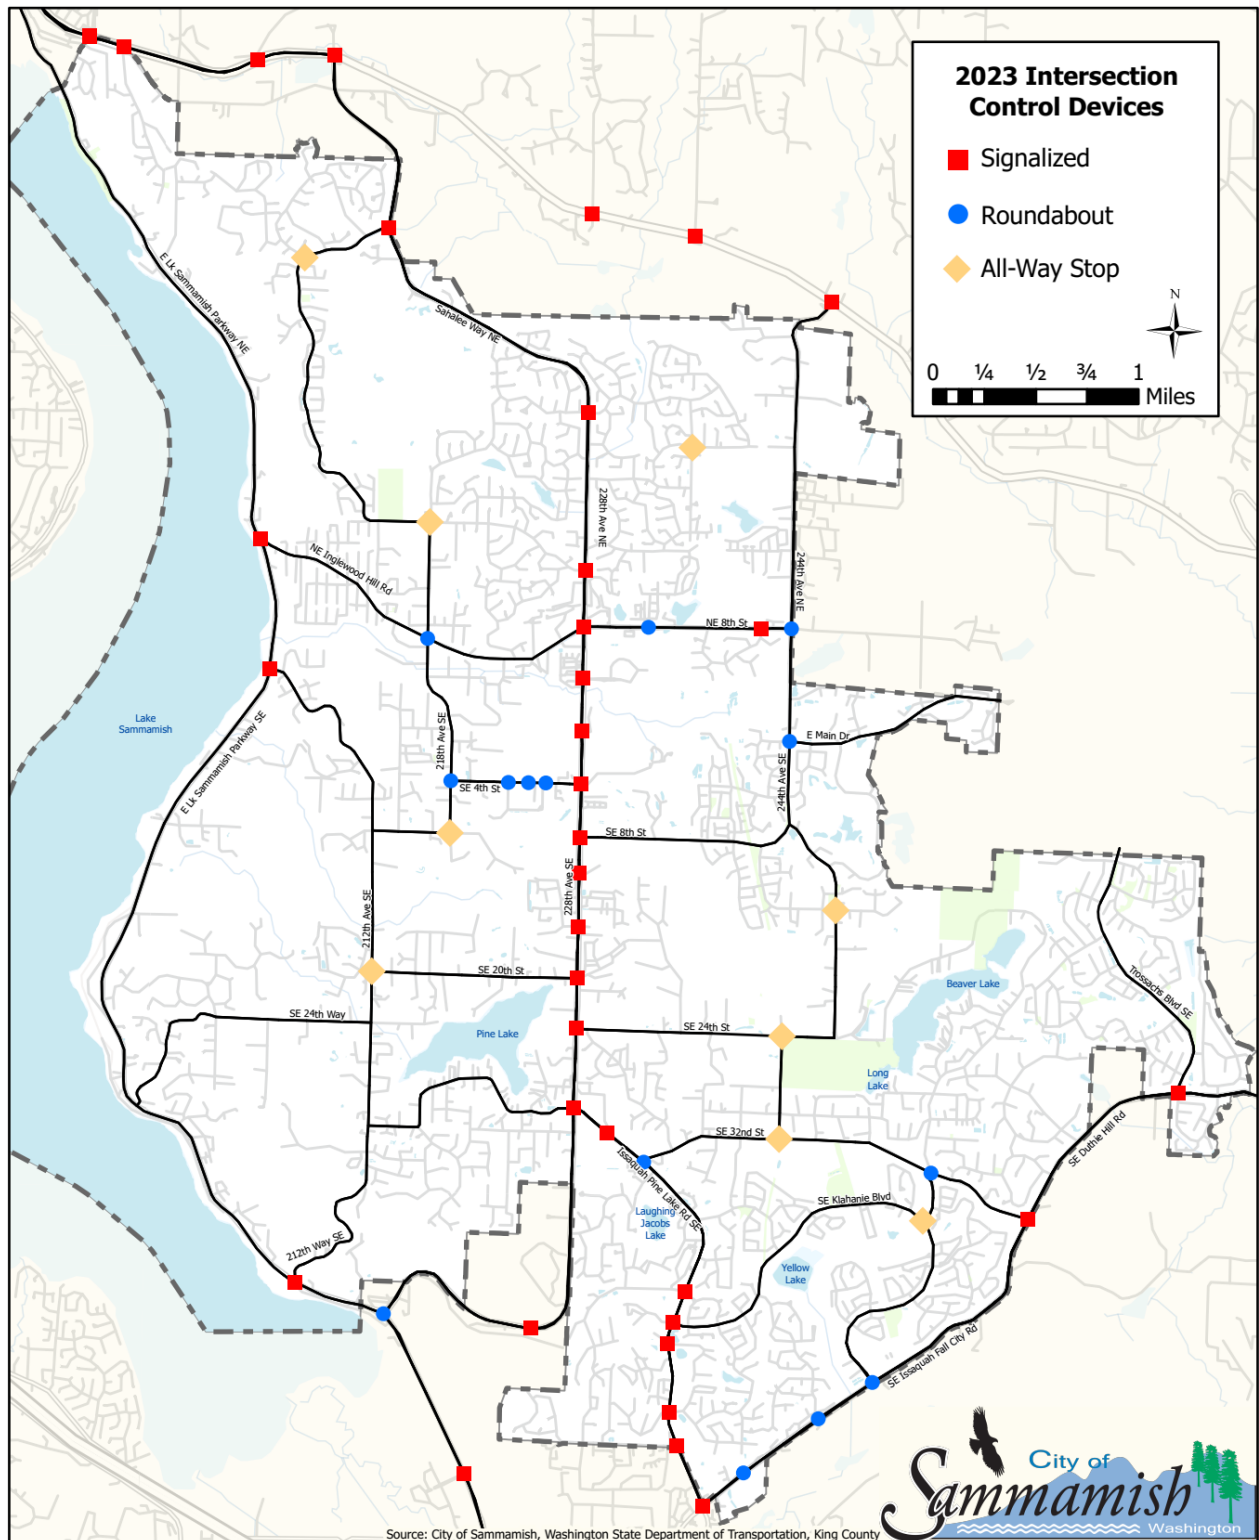 2023 Intersection
Control Devices
Signalized
Roundabout
All-Way Stop
N
0 ¼ ½ ¾ 1
Miles
E Lk Sammamish Parkway NE
Sahalee Way NE
228th Ave NE
NE Inglewood Hill Rd
244th Ave NE
NE 8th St
Lake
Sammamish
E Lk Sammamish Parkway SE
218th Ave SE
E Main Dr
SE 4th St
244th Ave SE
SE 8th St
228th Ave SE
212th Ave SE
SE 20th St
Beaver Lake
Trossachs Blvd SE
SE 24th Way
Pine Lake
SE 24th St
Long
Lake
SE 32nd St
SE Duthie Hill Rd
Issaquah Pine Lake Rd SE
SE Klahanie Blvd
Laughing
Jacobs
Lake
212th Way SE
Yellow
Lake
SE Issaquah Fall City Rd
City of
Sammamish
Washington
Source: City of Sammamish, Washington State Department of Transportation, King County